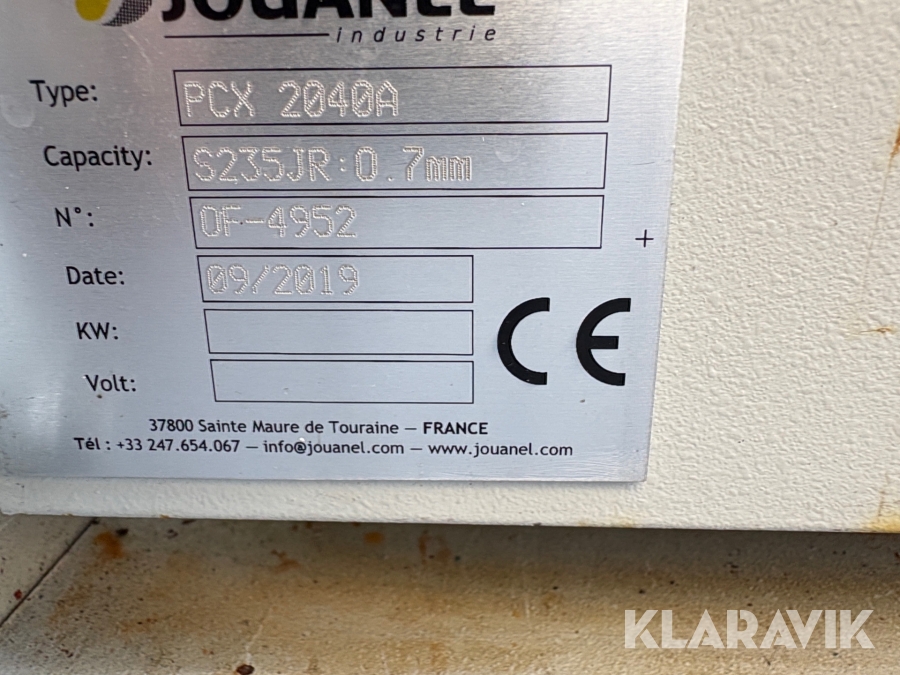 JOUANEL
industrie
Type: PCX 2040A
Capacity: S235JR:0.7mm
N°: OF-4952
Date: 09/2019
KW:
Volt:
CE
37800 Sainte Maure de Touraine – FRANCE
Tél : +33 247.654.067 – info@jouanel.com – www.jouanel.com
KLARAVIK